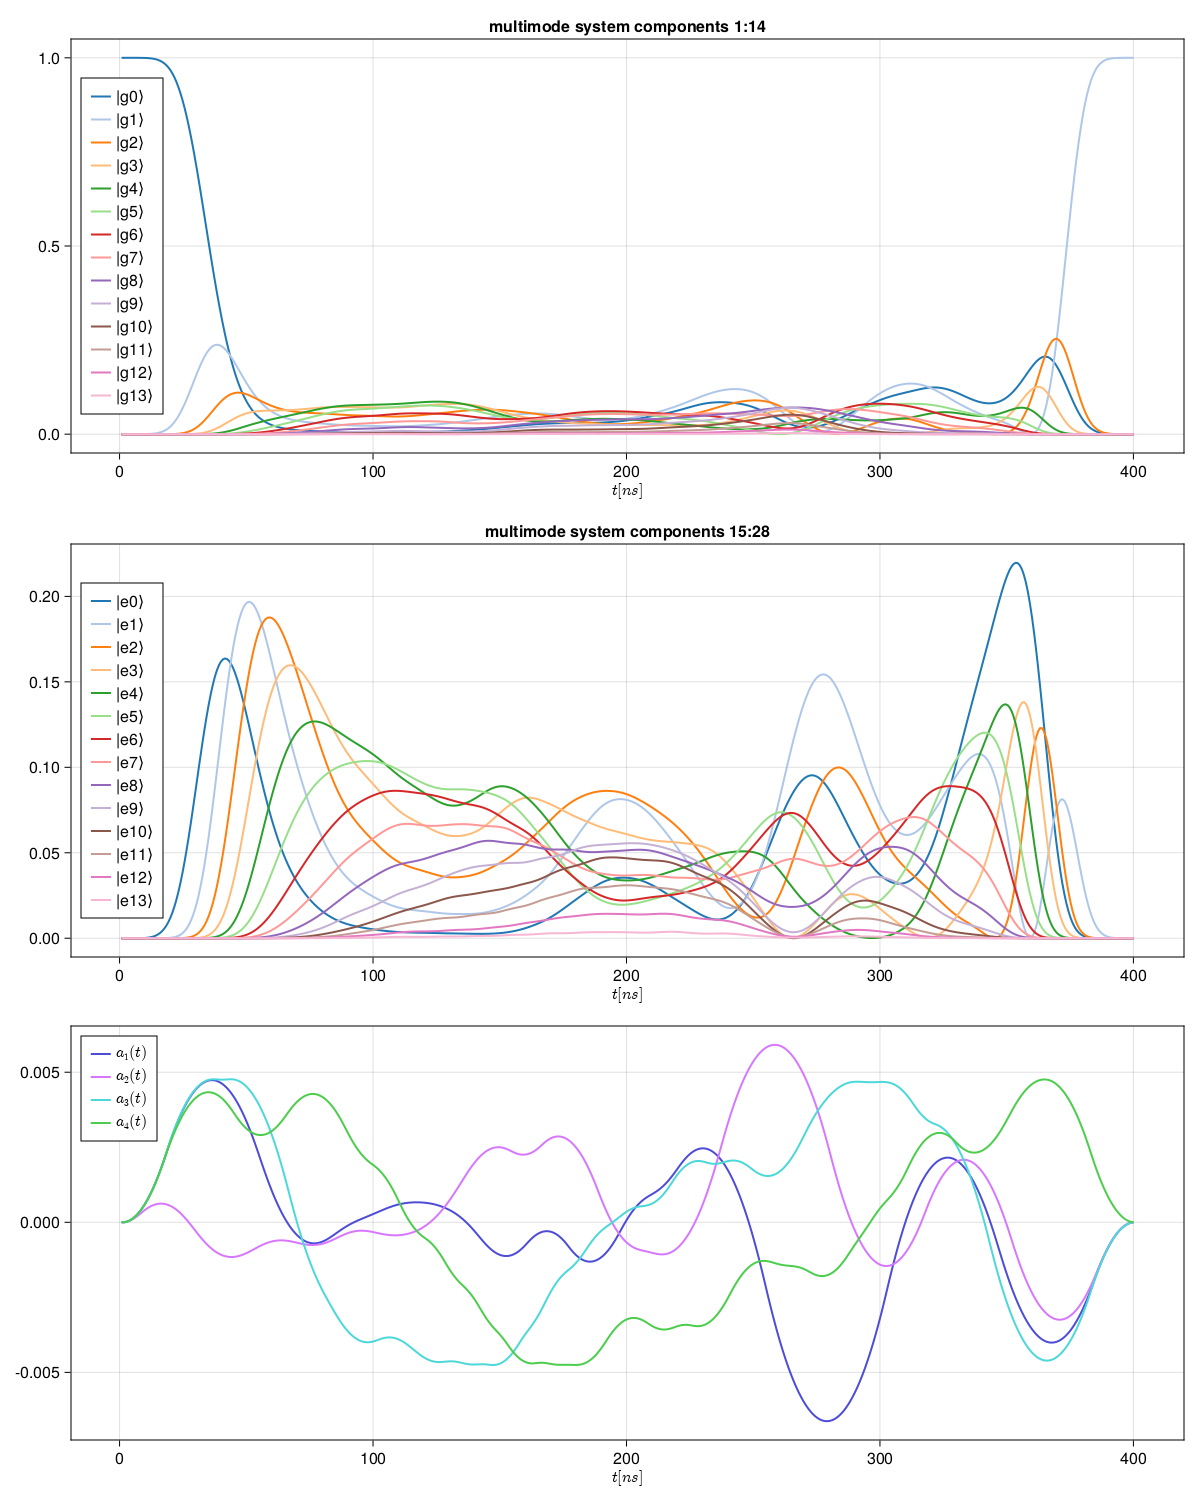 multimode system components 1:14
1.0
0.5
0.0
|g0⟩
|g1⟩
|g2⟩
|g3⟩
|g4⟩
|g5⟩
|g6⟩
|g7⟩
|g8⟩
|g9⟩
|g10⟩
|g11⟩
|g12⟩
|g13⟩
0 100 200 300 400
t[ns]
multimode system components 15:28
0.20
0.15
0.10
0.05
0.00
|e0⟩
|e1⟩
|e2⟩
|e3⟩
|e4⟩
|e5⟩
|e6⟩
|e7⟩
|e8⟩
|e9⟩
|e10⟩
|e11⟩
|e12⟩
|e13⟩
0 100 200 300 400
t[ns]
0.005
0.000
-0.005
a₁(t)
a₂(t)
a₃(t)
a₄(t)
0 100 200 300 400
t[ns]